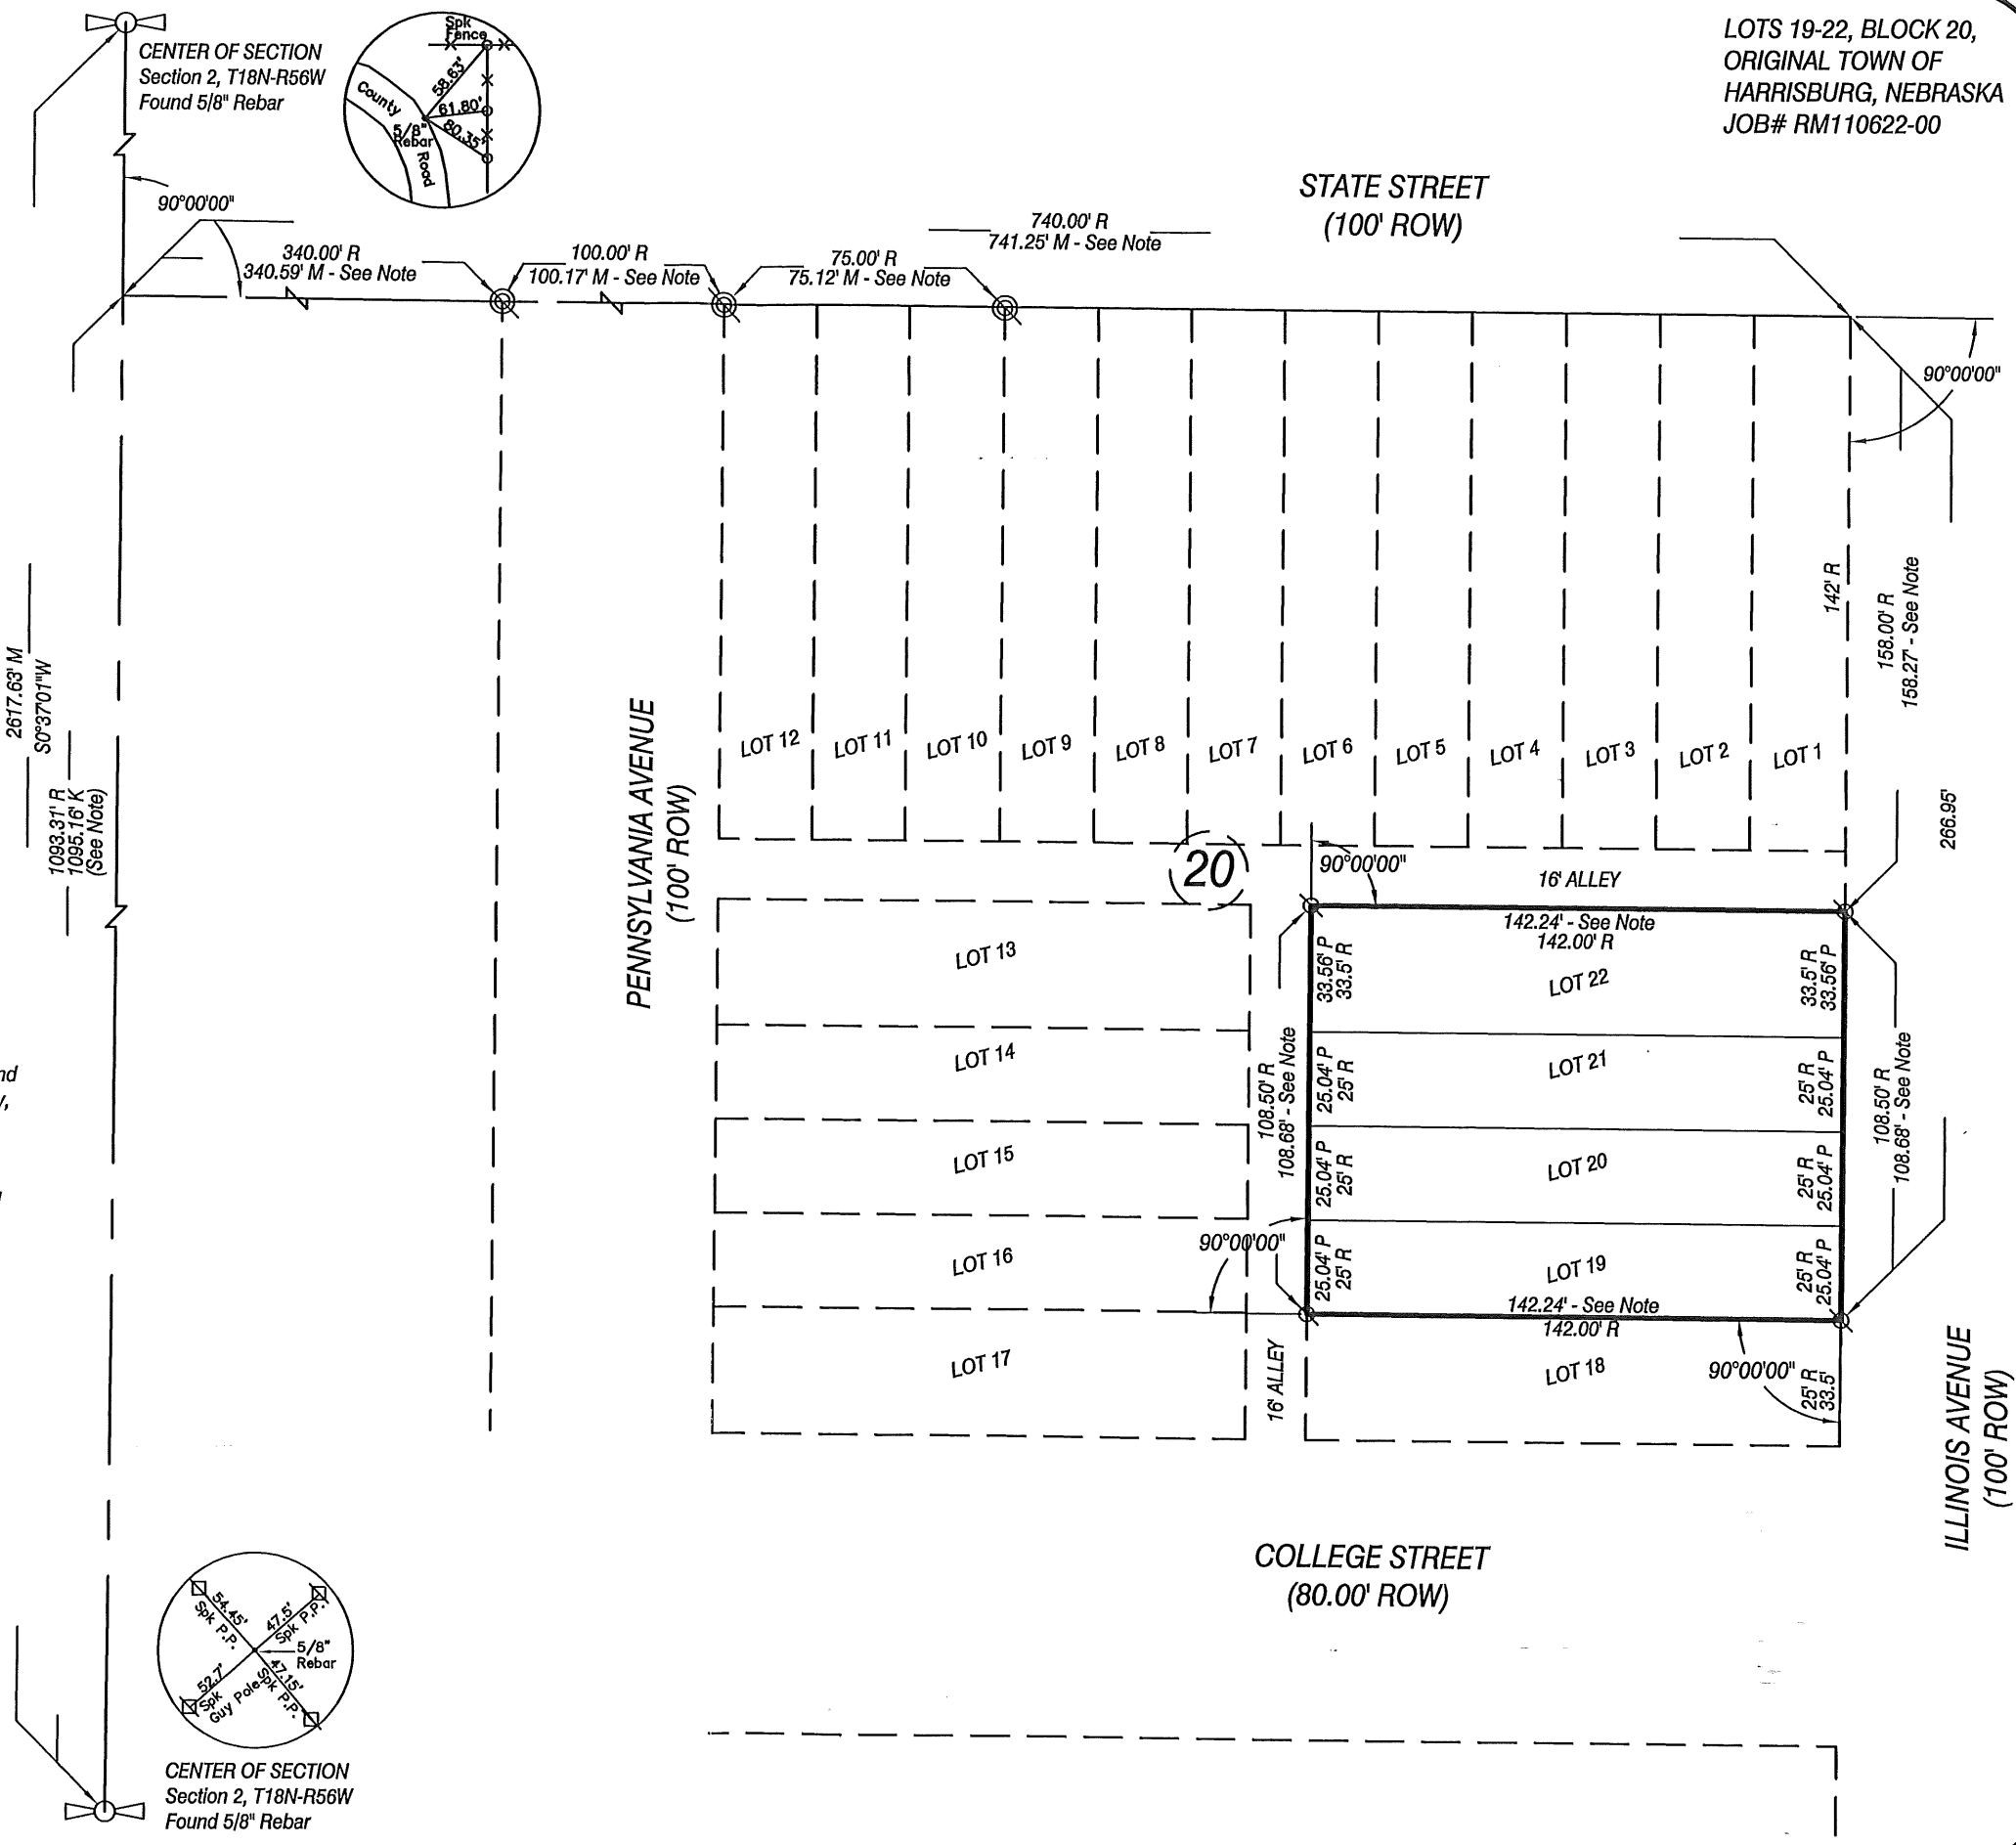 LOTS 19-22, BLOCK 20,
ORIGINAL TOWN OF
HARRISBURG, NEBRASKA
JOB# RM110622-00
CENTER OF SECTION
Section 2, T18N-R56W
Found 5/8" Rebar
Spk
Fence
58.63'
61.80'
80.35'
County
Road
5/8"
Rebar
90°00'00"
STATE STREET
(100' ROW)
340.00' R
340.59' M - See Note
100.00' R
100.17' M - See Note
75.00' R
75.12' M - See Note
740.00' R
741.25' M - See Note
90°00'00"
142' R
158.00' R
158.27' - See Note
266.95'
2617.63' M
S0°37'01"W
1093.31' R
1095.16' K
(See Note)
PENNSYLVANIA AVENUE
(100' ROW)
LOT 12
LOT 11
LOT 10
LOT 9
LOT 8
LOT 7
LOT 6
LOT 5
LOT 4
LOT 3
LOT 2
LOT 1
20
90°00'00"
16' ALLEY
142.24' - See Note
142.00' R
LOT 13
LOT 14
LOT 15
LOT 16
LOT 17
108.50' R
108.68' - See Note
33.56' P
33.5' R
LOT 22
33.5' R
33.56' P
25.04' P
25' R
LOT 21
25' R
25.04' P
25.04' P
25' R
LOT 20
25' R
25.04' P
25.04' P
25' R
LOT 19
25' R
25.04' P
108.50' R
108.68' - See Note
90°00'00"
142.24' - See Note
142.00' R
16' ALLEY
LOT 18
90°00'00"
25' R
33.5'
ILLINOIS AVENUE
(100' ROW)
COLLEGE STREET
(80.00' ROW)
54.45'
Spk P.P.
47.5'
Spk P.P.
5/8"
Rebar
52.7'
Spk
Guy Pole
47.15'
Spk P.P.
CENTER OF SECTION
Section 2, T18N-R56W
Found 5/8" Rebar